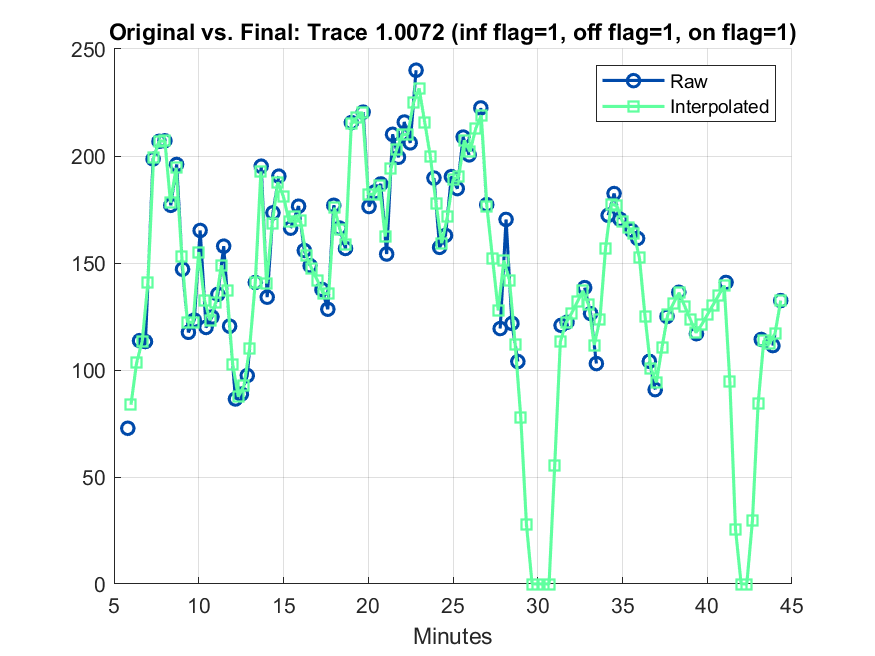 Original vs. Final: Trace 1.0072 (inf flag=1, off flag=1, on flag=1)
250
200
150
100
50
0
Raw
Interpolated
5 10 15 20 25 30 35 40 45
Minutes